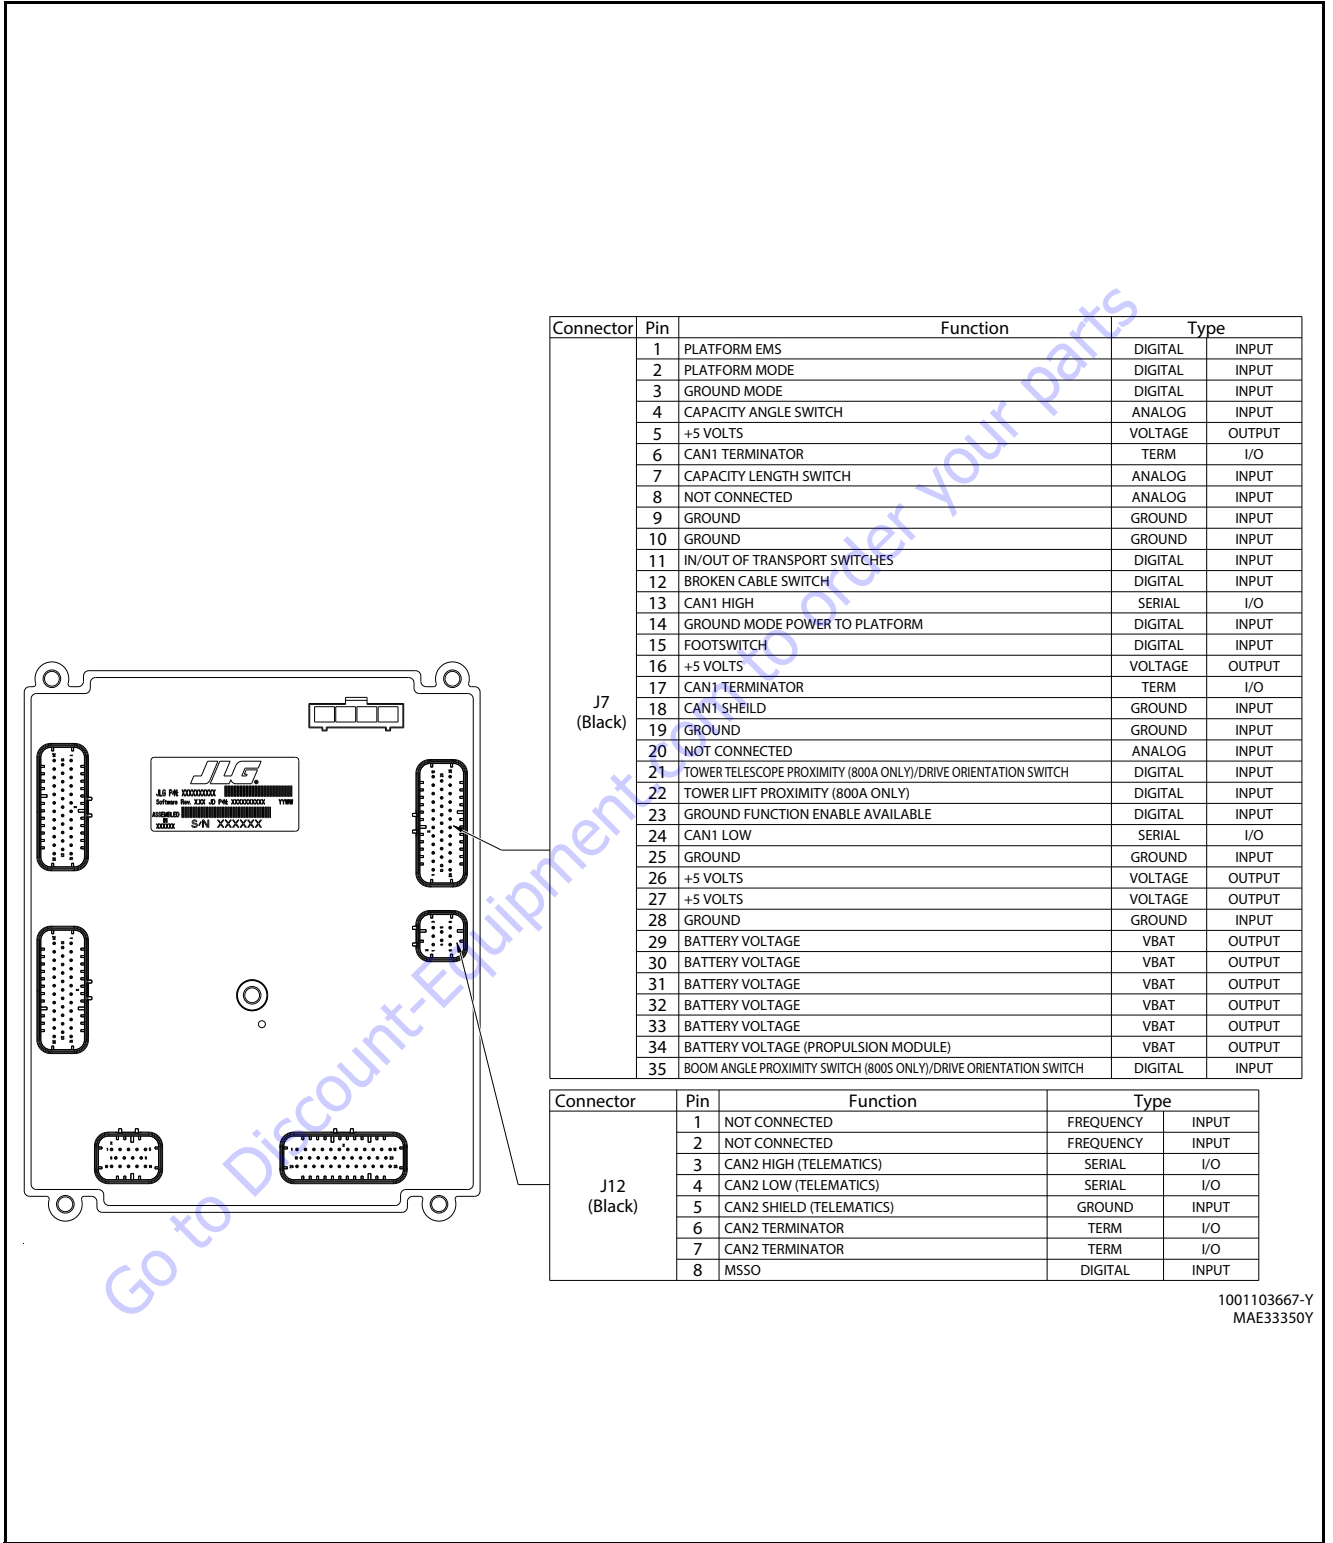 Connector Pin Function Type
J7
(Black)
1 PLATFORM EMS DIGITAL INPUT
2 PLATFORM MODE DIGITAL INPUT
3 GROUND MODE DIGITAL INPUT
4 CAPACITY ANGLE SWITCH ANALOG INPUT
5 +5 VOLTS VOLTAGE OUTPUT
6 CAN1 TERMINATOR TERM I/O
7 CAPACITY LENGTH SWITCH ANALOG INPUT
8 NOT CONNECTED ANALOG INPUT
9 GROUND GROUND INPUT
10 GROUND GROUND INPUT
11 IN/OUT OF TRANSPORT SWITCHES DIGITAL INPUT
12 BROKEN CABLE SWITCH DIGITAL INPUT
13 CAN1 HIGH SERIAL I/O
14 GROUND MODE POWER TO PLATFORM DIGITAL INPUT
15 FOOTSWITCH DIGITAL INPUT
16 +5 VOLTS VOLTAGE OUTPUT
17 CAN1 TERMINATOR TERM I/O
18 CAN1 SHEILD GROUND INPUT
19 GROUND GROUND INPUT
20 NOT CONNECTED ANALOG INPUT
21 TOWER TELESCOPE PROXIMITY (800A ONLY)/DRIVE ORIENTATION SWITCH DIGITAL INPUT
22 TOWER LIFT PROXIMITY (800A ONLY) DIGITAL INPUT
23 GROUND FUNCTION ENABLE AVAILABLE DIGITAL INPUT
24 CAN1 LOW SERIAL I/O
25 GROUND GROUND INPUT
26 +5 VOLTS VOLTAGE OUTPUT
27 +5 VOLTS VOLTAGE OUTPUT
28 GROUND GROUND INPUT
29 BATTERY VOLTAGE VBAT OUTPUT
30 BATTERY VOLTAGE VBAT OUTPUT
31 BATTERY VOLTAGE VBAT OUTPUT
32 BATTERY VOLTAGE VBAT OUTPUT
33 BATTERY VOLTAGE VBAT OUTPUT
34 BATTERY VOLTAGE (PROPULSION MODULE) VBAT OUTPUT
35 BOOM ANGLE PROXIMITY SWITCH (800S ONLY)/DRIVE ORIENTATION SWITCH DIGITAL INPUT
Connector Pin Function Type
J12
(Black)
1 NOT CONNECTED FREQUENCY INPUT
2 NOT CONNECTED FREQUENCY INPUT
3 CAN2 HIGH (TELEMATICS) SERIAL I/O
4 CAN2 LOW (TELEMATICS) SERIAL I/O
5 CAN2 SHIELD (TELEMATICS) GROUND INPUT
6 CAN2 TERMINATOR TERM I/O
7 CAN2 TERMINATOR TERM I/O
8 MSSO DIGITAL INPUT
JLG
JLG P/N: XXXXXXXXXX
Software Rev. X.XX JD P/N: XXXXXXXXXX YYWW
ASSEMBLED
IN
XXXXXX
S/N XXXXXX
1001103667-Y
MAE33350Y
Go to Discount-Equipment.com to order your parts